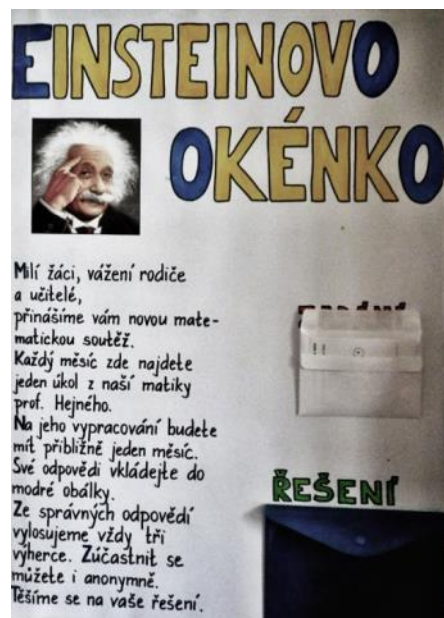 EINSTEINOVO
OKÉNKO
Milí žáci, vážení rodiče
a učitelé,
přinášíme vám novou mate-
matickou soutěž.
Každý měsíc zde najdete
jeden úkol z naší matiky
prof. Hejného.
Na jeho vypracování budete
mít přibližně jeden měsíc.
Své odpovědi vkládejte do
modré obálky.
Ze správných odpovědí
vylosujeme vždy tři
výherce. Zúčastnit se
můžete i anonymně.
Těšíme se na vaše řešení.
ZADÁNÍ
ŘEŠENÍ